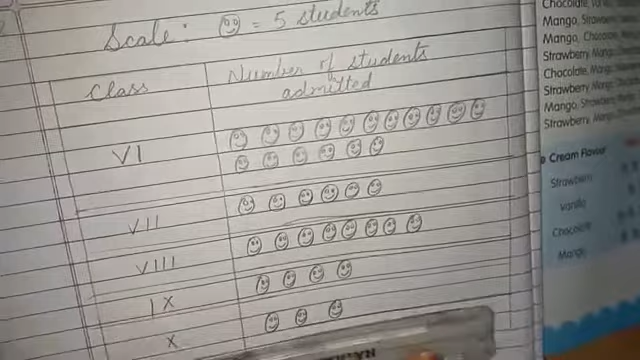 Scale: = 5 students
Class
Number of students
admitted
VI
VII
VIII
IX
X
Chocolate, Vanilla
Mango, Strawberry
Mango, Chocolate
Strawberry, Mango
Chocolate, Mango
Strawberry, Mango
Mango, Strawberry
Strawberry, Mango
Cream Flavour
Strawberry
Vanilla
Chocolate
Mango